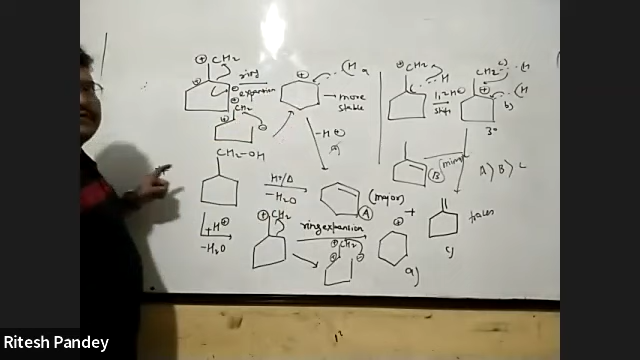 ⊕ CH2
ring
expansion
⊕
(H a
→ more
stable
⊕ CH2
⊕ ⊖
-H⊕
a)
⊕ CH2
H
1,2 H⊖
shift
CH2 c)
H
⊕
(H
b)
3°
B
(minor)
A > B > C
CH2-OH
H+/Δ
-H2O
(major)
A
+
traces
c)
+H⊕
-H2O
⊕ CH2
ring expansion
⊕ CH2
⊕ ⊖
⊕
a)
1°
Ritesh Pandey